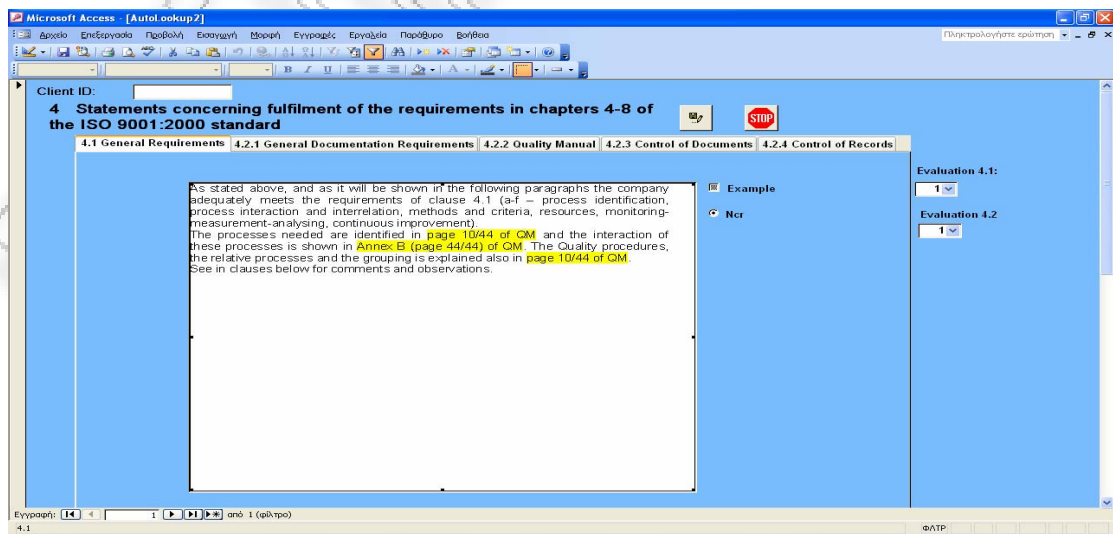 Microsoft Access - [AutoLookup2]
Αρχείο Επεξεργασία Προβολή Εισαγωγή Μορφή Εγγραφές Εργαλεία Παράθυρο Βοήθεια Πληκτρολογήστε ερώτηση
B I U A
Client ID:
4 Statements concerning fulfilment of the requirements in chapters 4-8 of
the ISO 9001:2000 standard
STOP
4.1 General Requirements 4.2.1 General Documentation Requirements 4.2.2 Quality Manual 4.2.3 Control of Documents 4.2.4 Control of Records
Evaluation 4.1:
1
Evaluation 4.2
1
As stated above, and as it will be shown in the following paragraphs the company
adequately meets the requirements of clause 4.1 (a-f – process identification,
process interaction and interrelation, methods and criteria, resources, monitoring-
measurement-analysing, continuous improvement).
The processes needed are identified in page 10/44 of QM and the interaction of
these processes is shown in Annex B (page 44/44) of QM. The Quality procedures,
the relative processes and the grouping is explained also in page 10/44 of QM.
See in clauses below for comments and observations.
Example
Ncr
Εγγραφή: 1 από 1 (φίλτρο)
4.1 ΦΛΤΡ